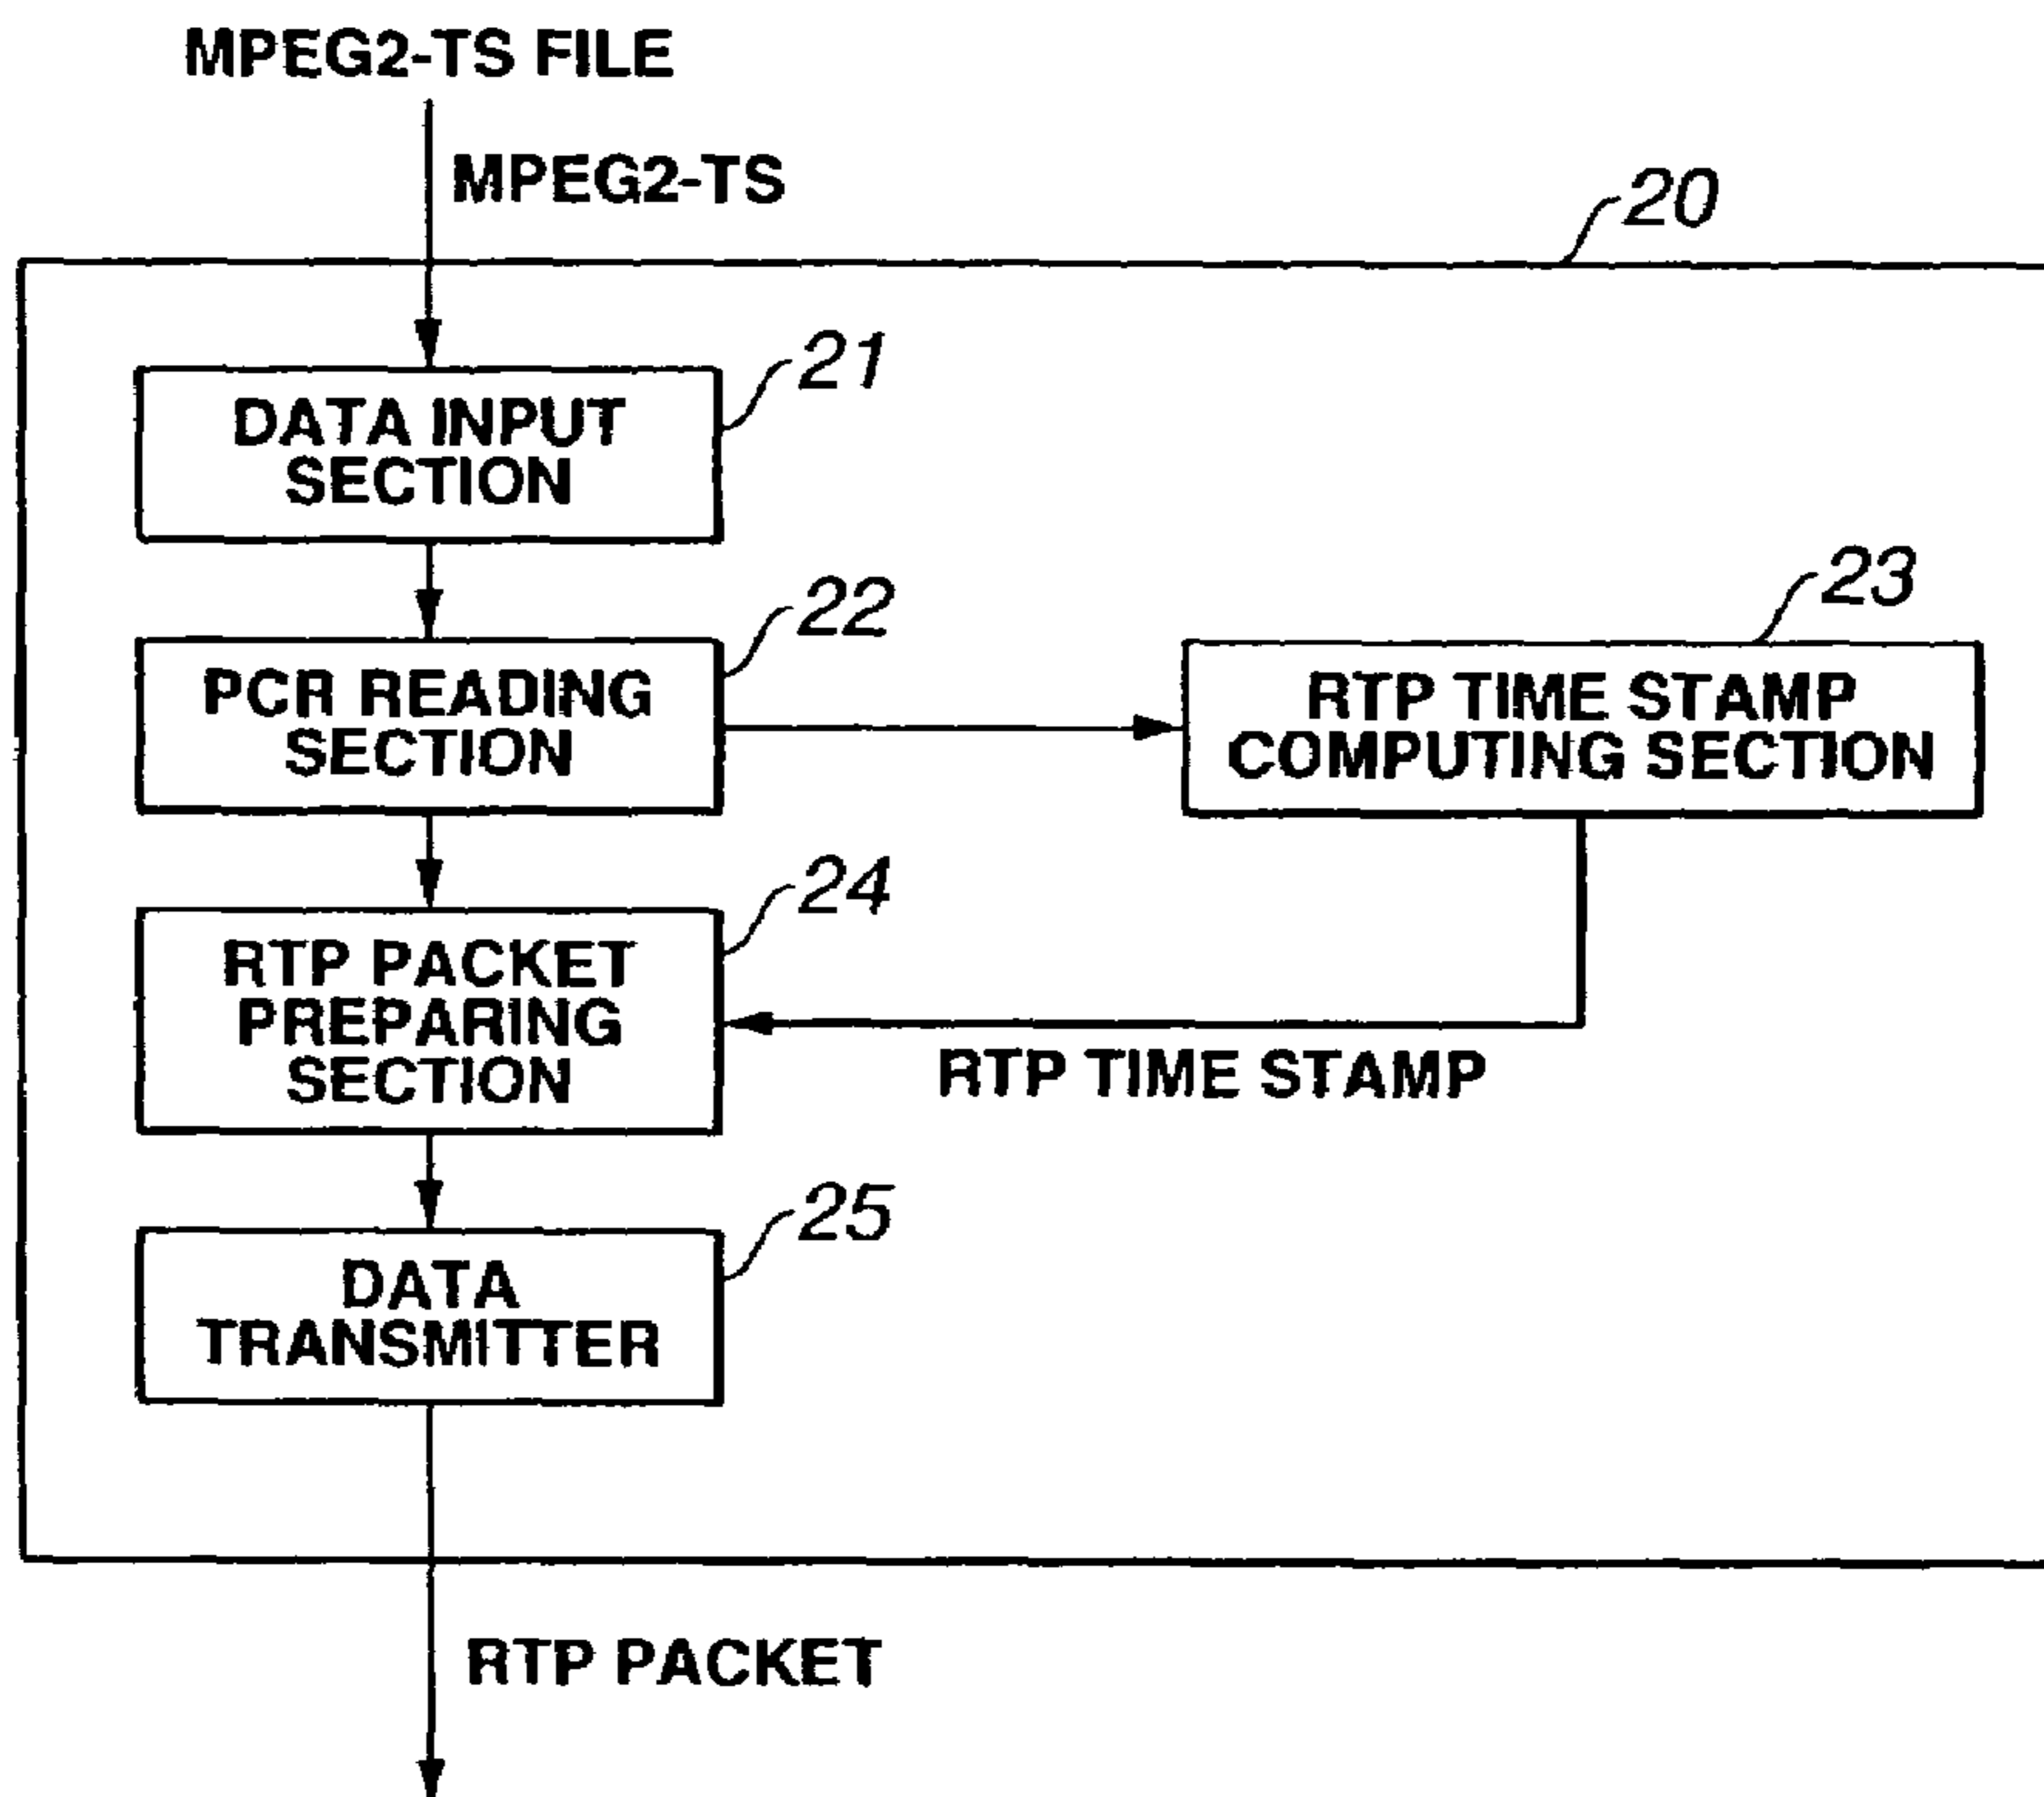 MPEG2-TS FILE
MPEG2-TS
20
21
DATA INPUT
SECTION
22
PCR READING
SECTION
23
RTP TIME STAMP
COMPUTING SECTION
24
RTP PACKET
PREPARING
SECTION
RTP TIME STAMP
25
DATA
TRANSMITTER
RTP PACKET